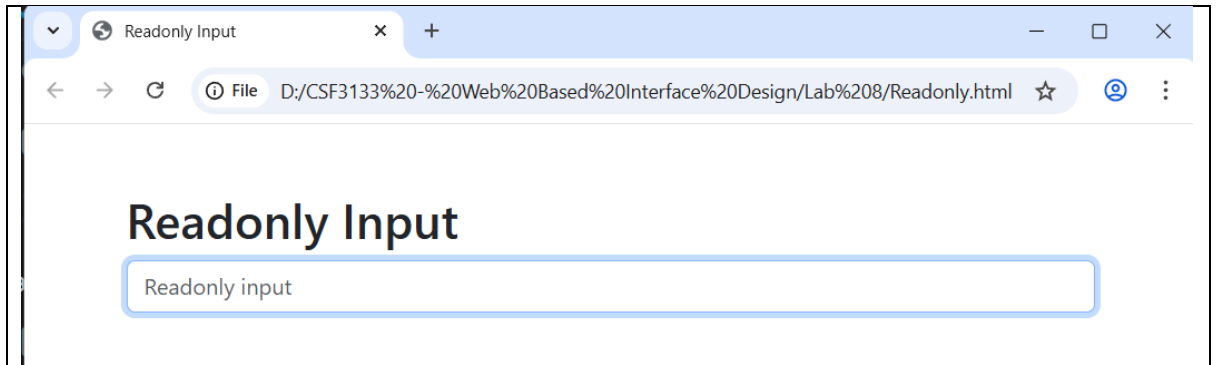 Readonly Input
File D:/CSF3133%20-%20Web%20Based%20Interface%20Design/Lab%208/Readonly.html
Readonly Input
Readonly input